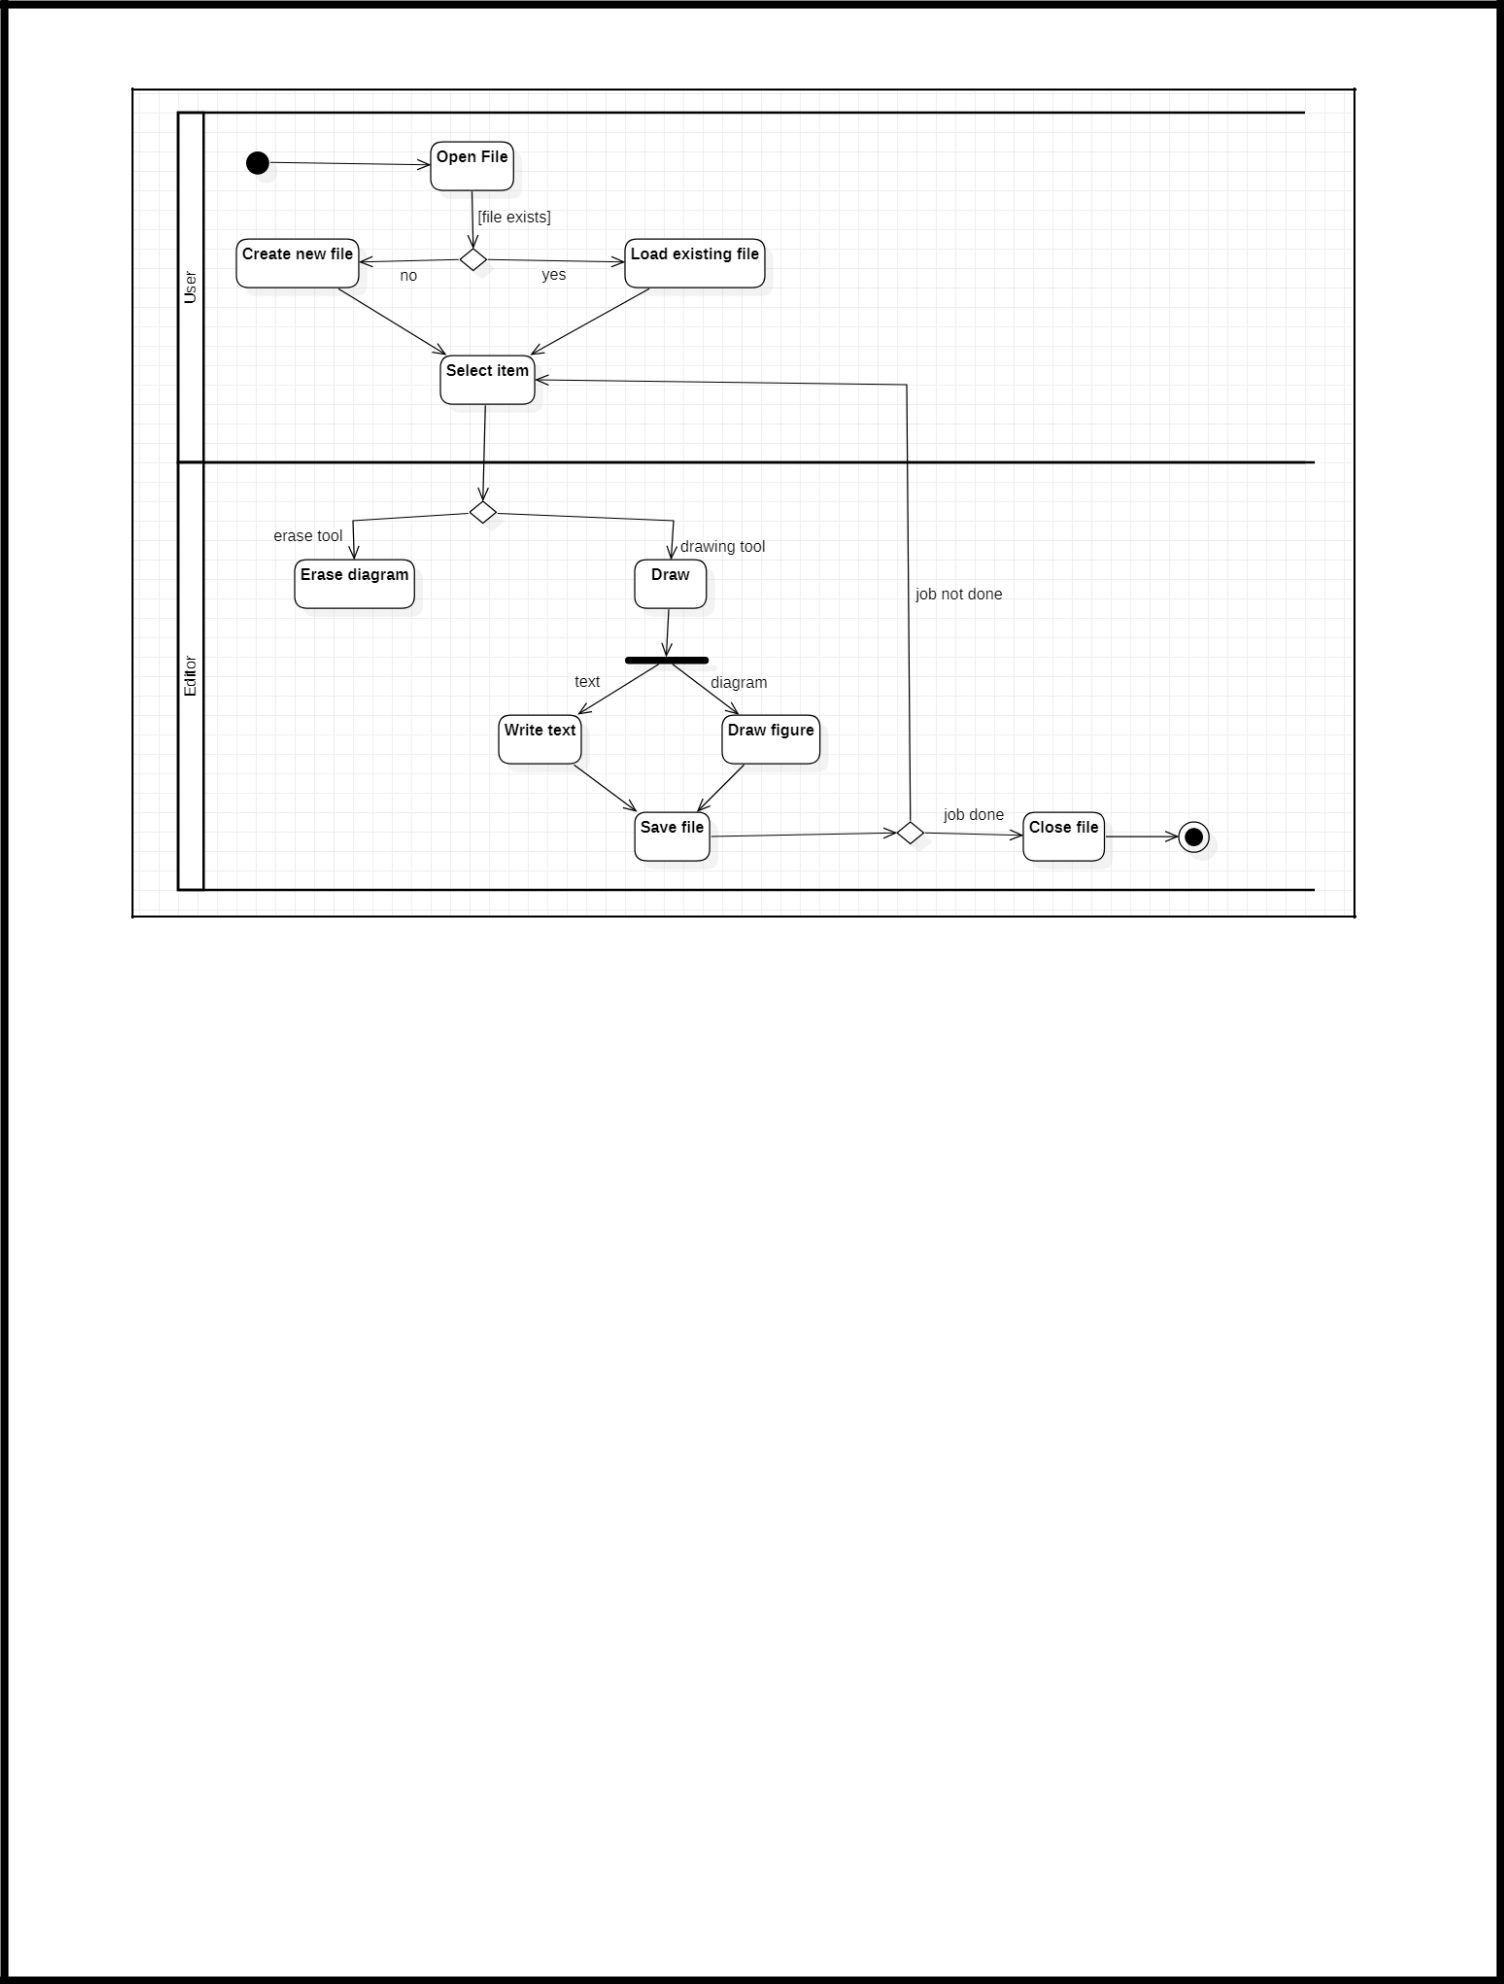 Open File
[file exists]
Create new file
Load existing file
no
yes
User
Select item
erase tool
drawing tool
Erase diagram
Draw
job not done
Editor
text
diagram
Write text
Draw figure
job done
Save file
Close file